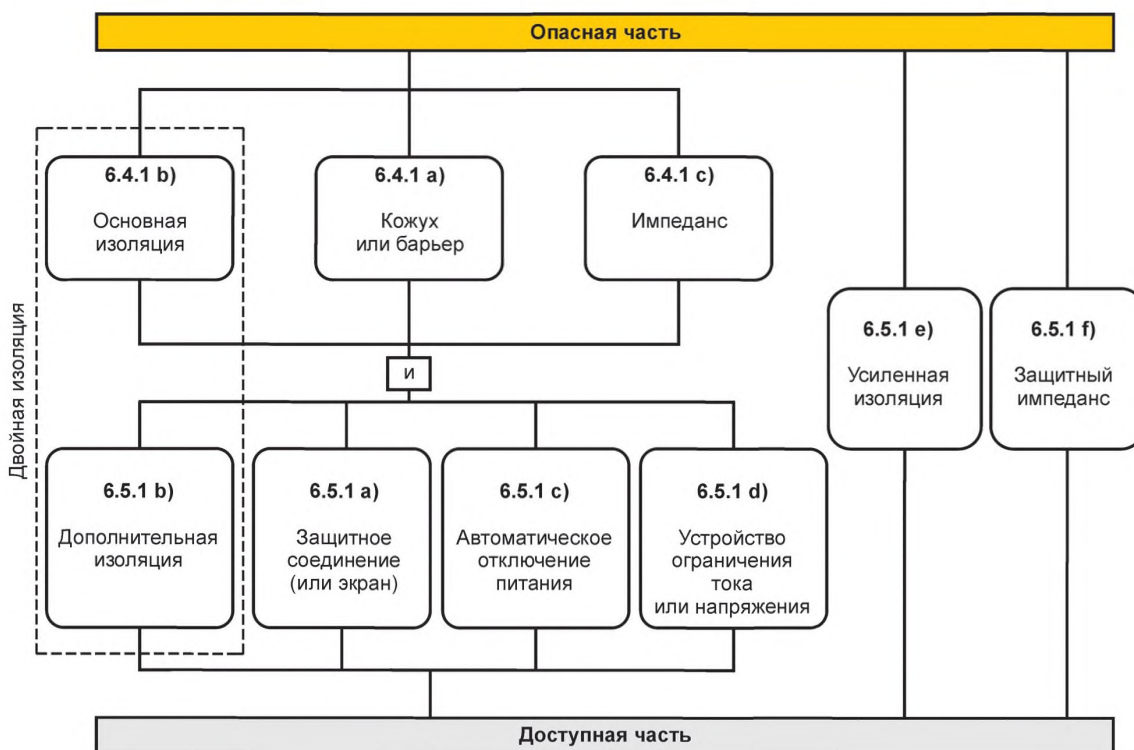 Опасная часть
6.4.1 b)
Основная
изоляция
6.4.1 a)
Кожух
или барьер
6.4.1 c)
Импеданс
Двойная изоляция
6.5.1 e)
Усиленная
изоляция
6.5.1 f)
Защитный
импеданс
и
6.5.1 b)
Дополнительная
изоляция
6.5.1 a)
Защитное
соединение
(или экран)
6.5.1 c)
Автоматическое
отключение
питания
6.5.1 d)
Устройство
ограничения
тока
или напряжения
Доступная часть